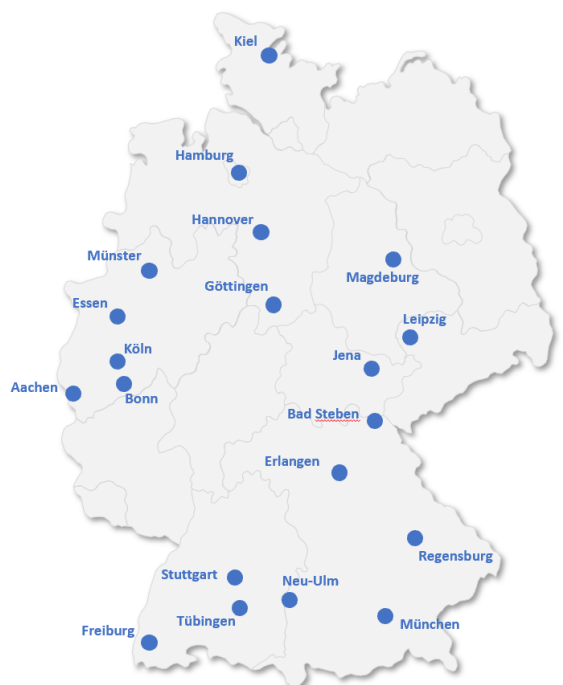 Kiel
Hamburg
Hannover
Münster
Göttingen
Magdeburg
Essen
Leipzig
Köln
Jena
Aachen
Bonn
Bad Steben
Erlangen
Regensburg
Stuttgart
Neu-Ulm
Tübingen
München
Freiburg